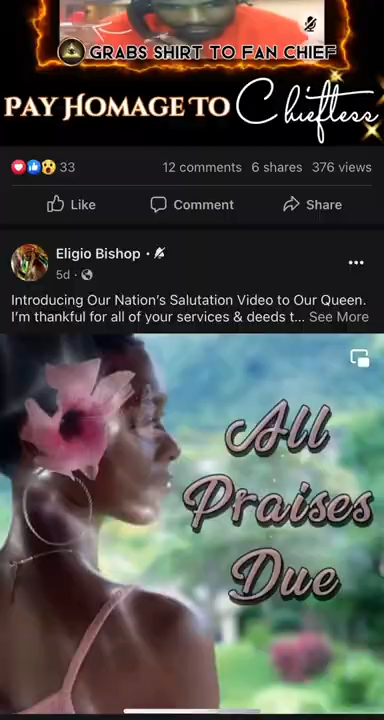 GRABS SHIRT TO FAN CHIEF
PAY HOMAGE TO Chieftess
33
12 comments 6 shares 376 views
Like
Comment
Share
Eligio Bishop ·
5d ·
Introducing Our Nation's Salutation Video to Our Queen.
I'm thankful for all of your services & deeds t... See More
All
Praises
Due